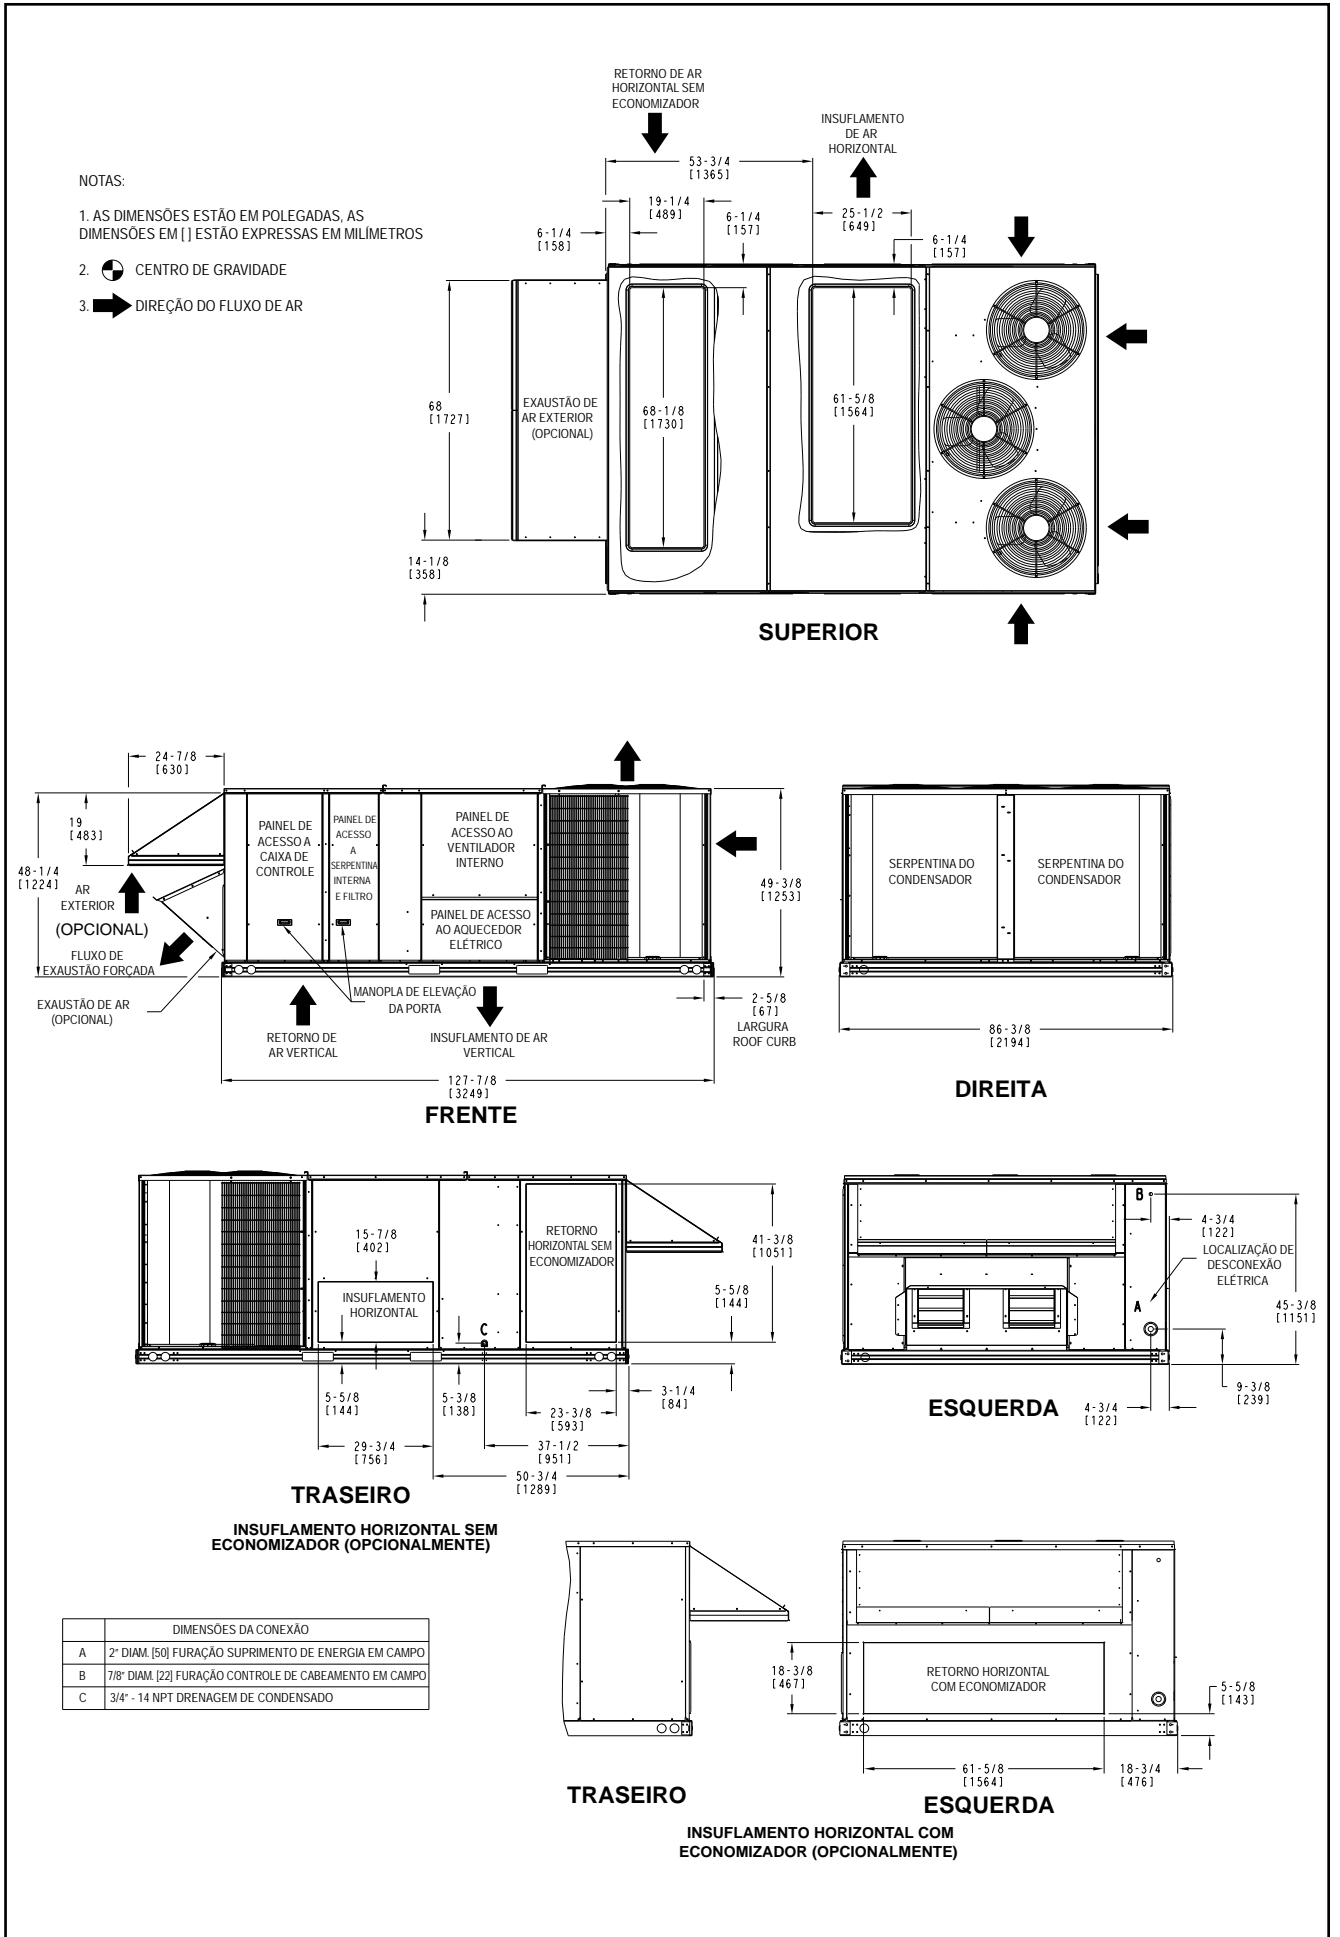 RETORNO DE AR
HORIZONTAL SEM
ECONOMIZADOR
INSUFLAMENTO
DE AR
HORIZONTAL
53-3/4
[1365]
NOTAS:
1. AS DIMENSÕES ESTÃO EM POLEGADAS, AS
DIMENSÕES EM [ ] ESTÃO EXPRESSAS EM MILÍMETROS
2. CENTRO DE GRAVIDADE
3. DIREÇÃO DO FLUXO DE AR
19-1/4
[489]
6-1/4
[157]
25-1/2
[649]
6-1/4
[158]
6-1/4
[157]
68
[1727]
EXAUSTÃO DE
AR EXTERIOR
(OPCIONAL)
68-1/8
[1730]
61-5/8
[1564]
14-1/8
[358]
SUPERIOR
24-7/8
[630]
19
[483]
48-1/4
[1224]
AR
EXTERIOR
(OPCIONAL)
FLUXO DE
EXAUSTÃO FORÇADA
EXAUSTÃO DE AR
(OPCIONAL)
PAINEL DE
ACESSO A
CAIXA DE
CONTROLE
PAINEL DE
ACESSO
A
SERPENTINA
INTERNA
E FILTRO
PAINEL DE
ACESSO AO
VENTILADOR
INTERNO
PAINEL DE ACESSO
AO AQUECEDOR
ELÉTRICO
49-3/8
[1253]
MANOPLA DE ELEVAÇÃO
DA PORTA
RETORNO DE
AR VERTICAL
INSUFLAMENTO DE AR
VERTICAL
2-5/8
[67]
LARGURA
ROOF CURB
127-7/8
[3249]
FRENTE
SERPENTINA DO
CONDENSADOR
SERPENTINA DO
CONDENSADOR
86-3/8
[2194]
DIREITA
15-7/8
[402]
INSUFLAMENTO
HORIZONTAL
RETORNO
HORIZONTAL SEM
ECONOMIZADOR
C
41-3/8
[1051]
5-5/8
[144]
5-5/8
[144]
5-3/8
[138]
3-1/4
[84]
23-3/8
[593]
29-3/4
[756]
37-1/2
[951]
50-3/4
[1289]
TRASEIRO
INSUFLAMENTO HORIZONTAL SEM
ECONOMIZADOR (OPCIONALMENTE)
B
4-3/4
[122]
LOCALIZAÇÃO DE
DESCONEXÃO
ELÉTRICA
A
45-3/8
[1151]
9-3/8
[239]
4-3/4
[122]
ESQUERDA
DIMENSÕES DA CONEXÃO
A 2" DIAM. [50] FURAÇÃO SUPRIMENTO DE ENERGIA EM CAMPO
B 7/8" DIAM. [22] FURAÇÃO CONTROLE DE CABEAMENTO EM CAMPO
C 3/4" - 14 NPT DRENAGEM DE CONDENSADO
18-3/8
[467]
RETORNO HORIZONTAL
COM ECONOMIZADOR
5-5/8
[143]
61-5/8
[1564]
18-3/4
[476]
TRASEIRO
ESQUERDA
INSUFLAMENTO HORIZONTAL COM
ECONOMIZADOR (OPCIONALMENTE)